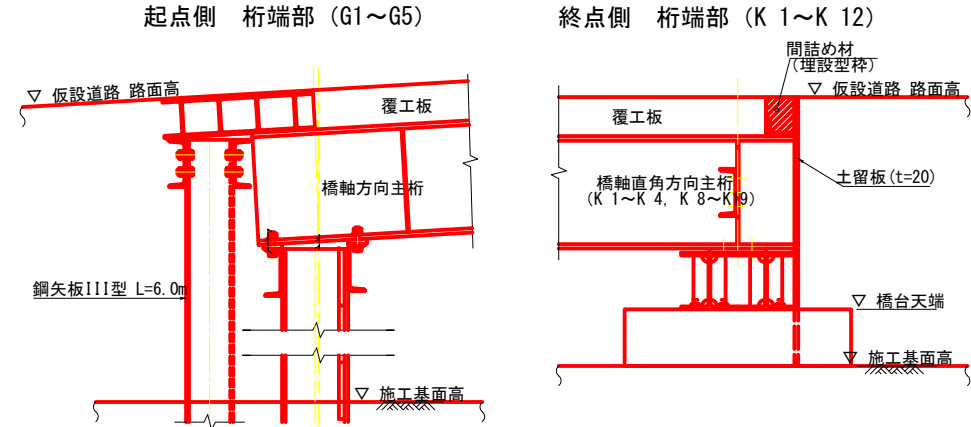 起点側　桁端部（G1～G5）
▽ 仮設道路 路面高
覆工板
橋軸方向主桁
鋼矢板III型 L=6.0m
▽ 施工基面高
終点側　桁端部（K 1～K 12）
間詰め材
（埋設型枠）
▽ 仮設道路 路面高
覆工板
土留板(t=20)
橋軸直角方向主桁
(K 1～K 4, K 8～K 9)
▽ 橋台天端
▽ 施工基面高